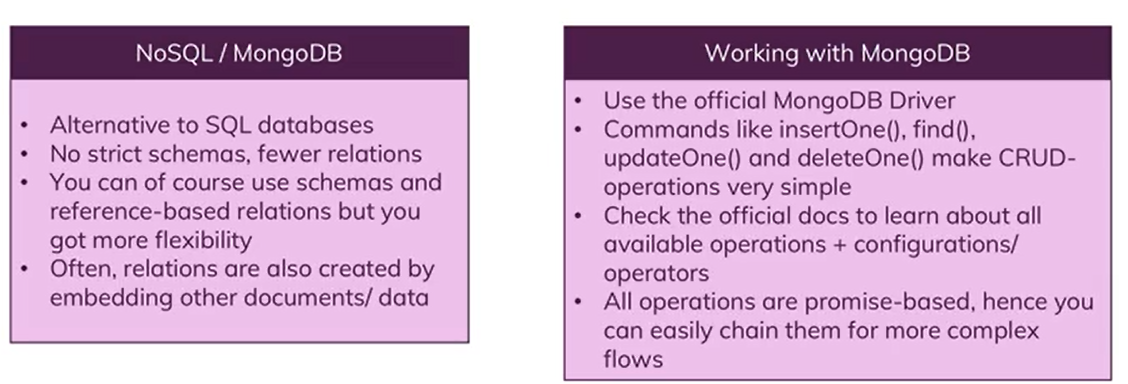 NoSQL / MongoDB
• Alternative to SQL databases
• No strict schemas, fewer relations
• You can of course use schemas and
reference-based relations but you
got more flexibility
• Often, relations are also created by
embedding other documents/ data
Working with MongoDB
• Use the official MongoDB Driver
• Commands like insertOne(), find(),
updateOne() and deleteOne() make CRUD-
operations very simple
• Check the official docs to learn about all
available operations + configurations/
operators
• All operations are promise-based, hence you
can easily chain them for more complex
flows